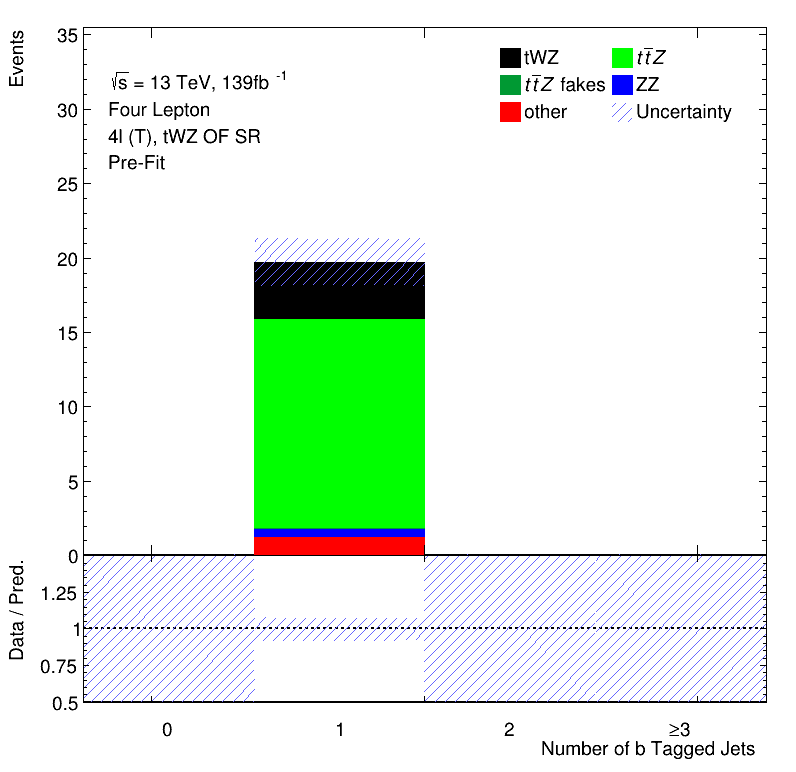 Events
35
30
25
20
15
10
5
0
√s = 13 TeV, 139fb⁻¹
Four Lepton
4l (T), tWZ OF SR
Pre-Fit
tWZ tt̄Z
tt̄Z fakes ZZ
other Uncertainty
Data / Pred.
1.25
1
0.75
0.5
0 1 2 ≥3
Number of b Tagged Jets